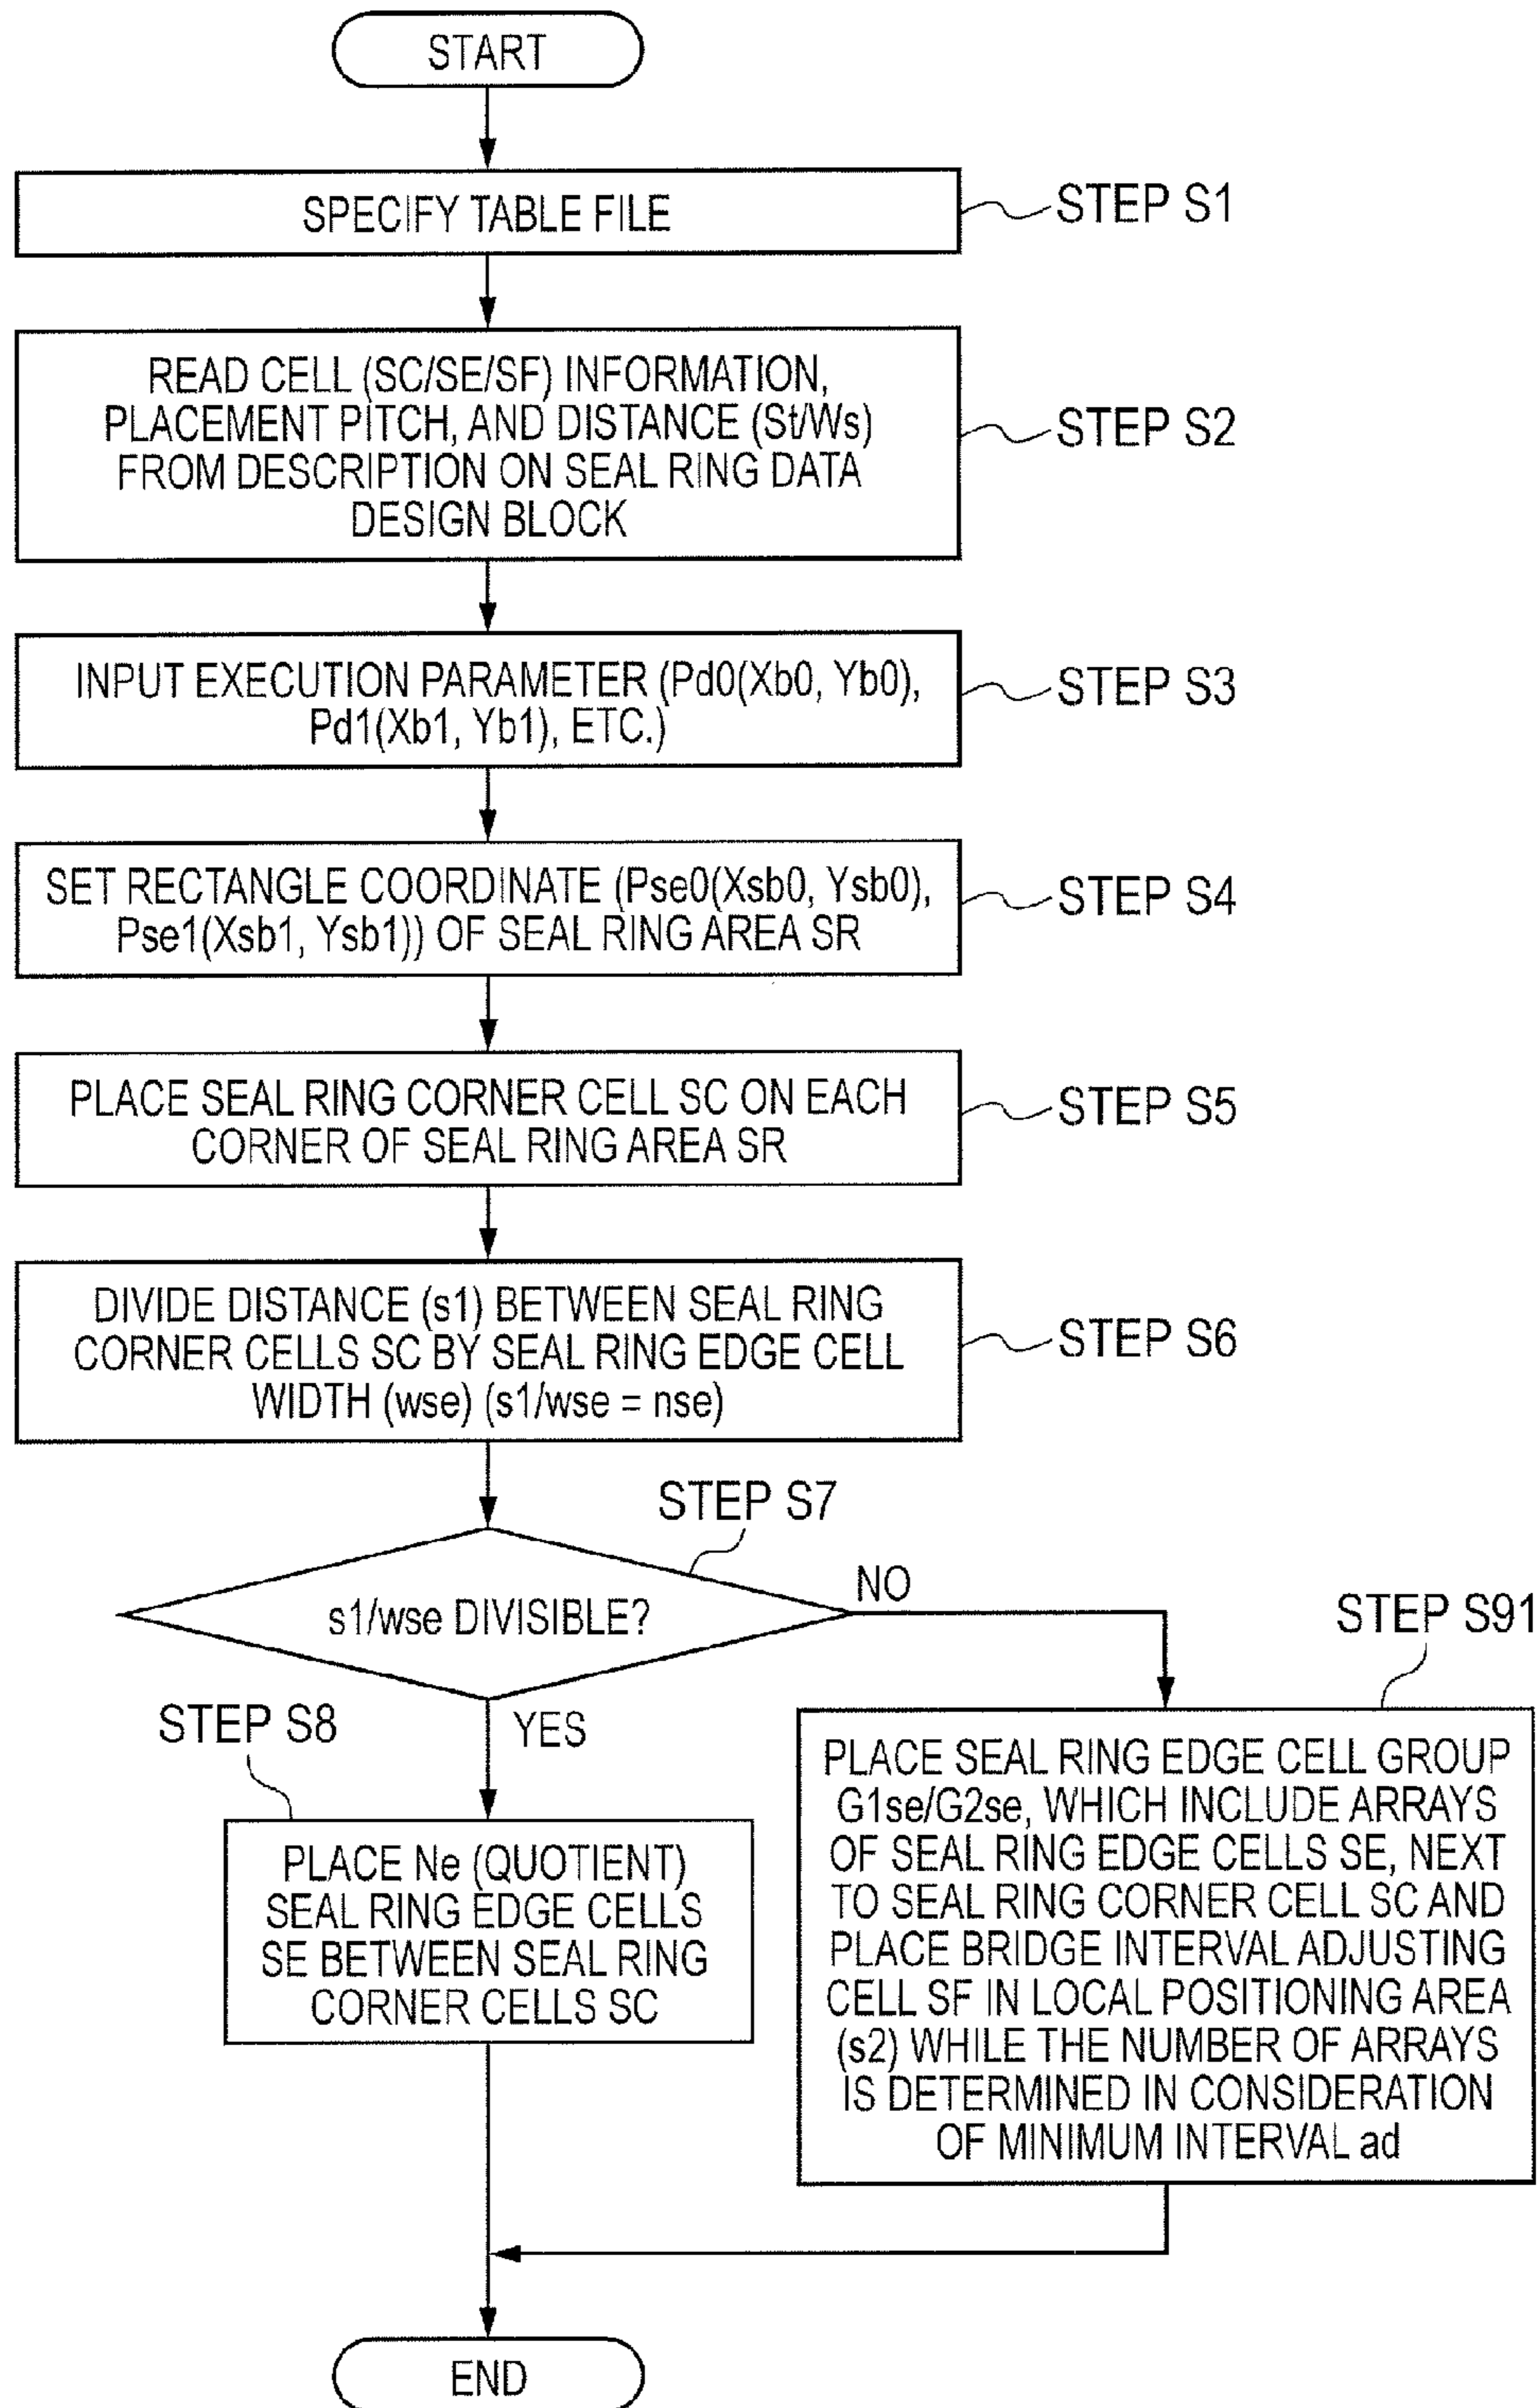 START
SPECIFY TABLE FILE
STEP S1
READ CELL (SC/SE/SF) INFORMATION,
PLACEMENT PITCH, AND DISTANCE (St/Ws)
FROM DESCRIPTION ON SEAL RING DATA
DESIGN BLOCK
STEP S2
INPUT EXECUTION PARAMETER (Pd0(Xb0, Yb0),
Pd1(Xb1, Yb1), ETC.)
STEP S3
SET RECTANGLE COORDINATE (Pse0(Xsb0, Ysb0),
Pse1(Xsb1, Ysb1)) OF SEAL RING AREA SR
STEP S4
PLACE SEAL RING CORNER CELL SC ON EACH
CORNER OF SEAL RING AREA SR
STEP S5
DIVIDE DISTANCE (s1) BETWEEN SEAL RING
CORNER CELLS SC BY SEAL RING EDGE CELL
WIDTH (wse) (s1/wse = nse)
STEP S6
STEP S7
s1/wse DIVISIBLE?
NO
YES
STEP S8
PLACE Ne (QUOTIENT)
SEAL RING EDGE CELLS
SE BETWEEN SEAL RING
CORNER CELLS SC
STEP S91
PLACE SEAL RING EDGE CELL GROUP
G1se/G2se, WHICH INCLUDE ARRAYS
OF SEAL RING EDGE CELLS SE, NEXT
TO SEAL RING CORNER CELL SC AND
PLACE BRIDGE INTERVAL ADJUSTING
CELL SF IN LOCAL POSITIONING AREA
(s2) WHILE THE NUMBER OF ARRAYS
IS DETERMINED IN CONSIDERATION
OF MINIMUM INTERVAL ad
END